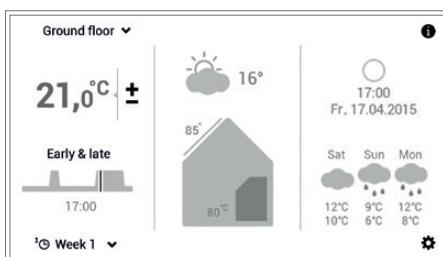 Ground floor
21,0°C ±
Early & late
17:00
³ Week 1
16°
85°
80°C
i
17:00
Fr, 17.04.2015
Sat Sun Mon
12°C 9°C 12°C
10°C 6°C 8°C